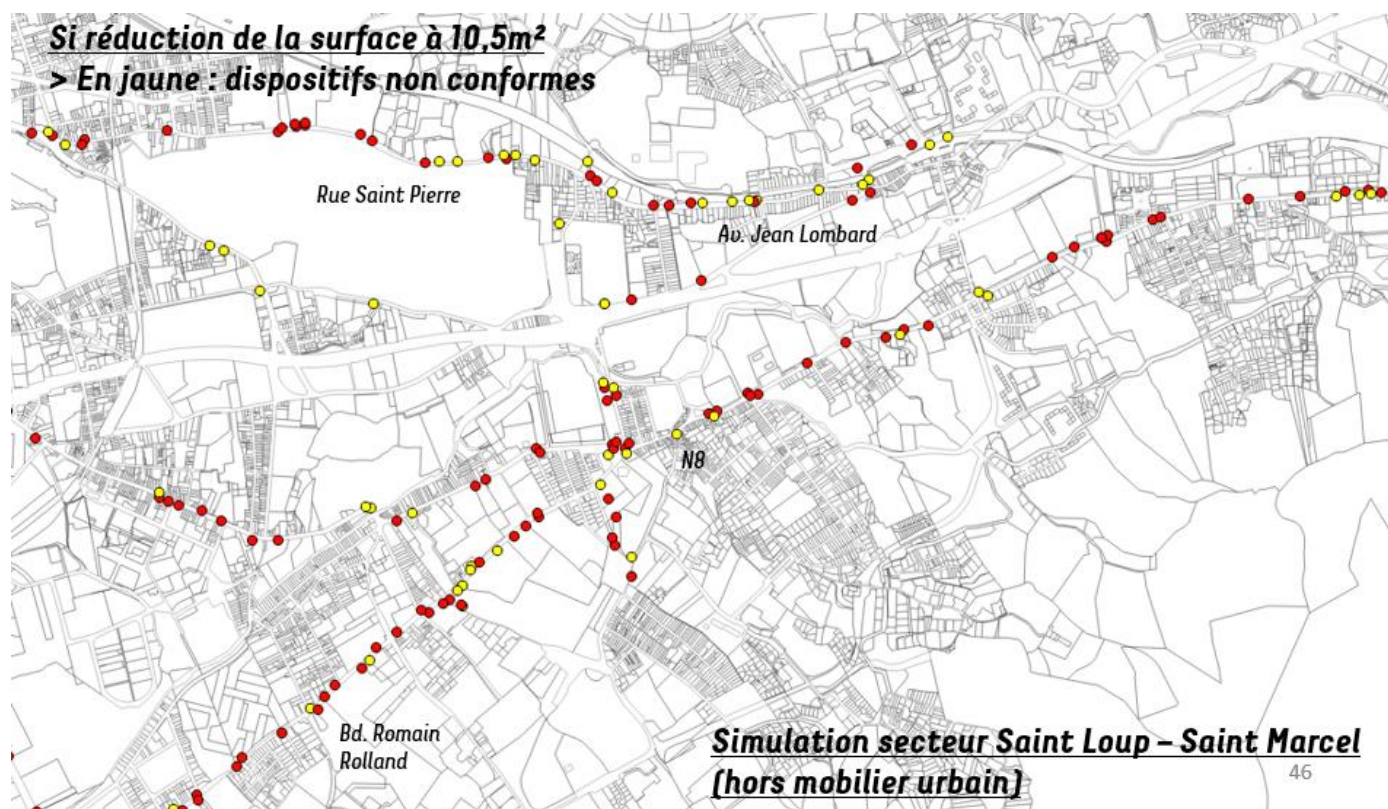 Si réduction de la surface à 10,5m²
> En jaune : dispositifs non conformes
Rue Saint Pierre
Av. Jean Lombard
N8
Bd. Romain
Rolland
Simulation secteur Saint Loup – Saint Marcel
(hors mobilier urbain)
46